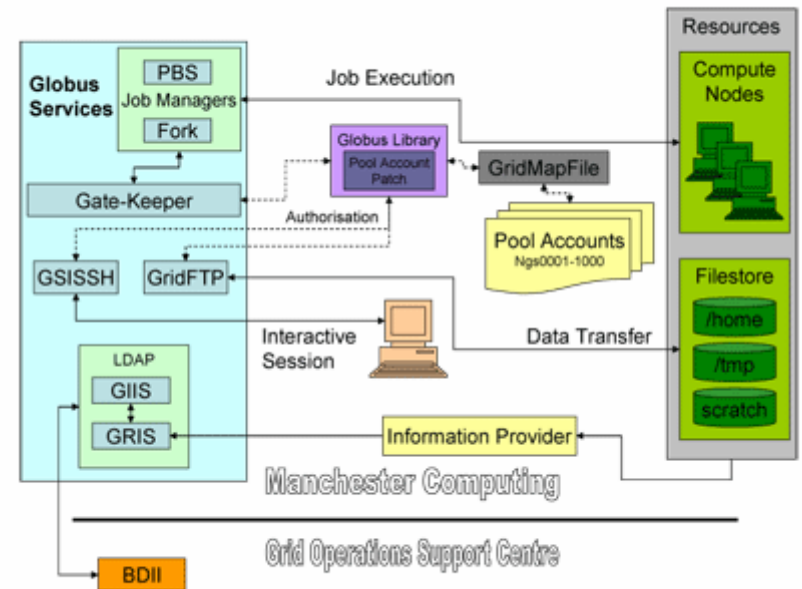 Globus
Services
PBS
Job Managers
Fork
Gate-Keeper
GSISSH
GridFTP
LDAP
GIIS
GRIS
BDII
Job Execution
Globus Library
Pool Account
Patch
Authorisation
GridMapFile
Pool Accounts
Ngs0001-1000
Interactive
Session
Data Transfer
Information Provider
Resources
Compute
Nodes
Filestore
/home
/tmp
scratch
Manchester Computing
Grid Operations Support Centre